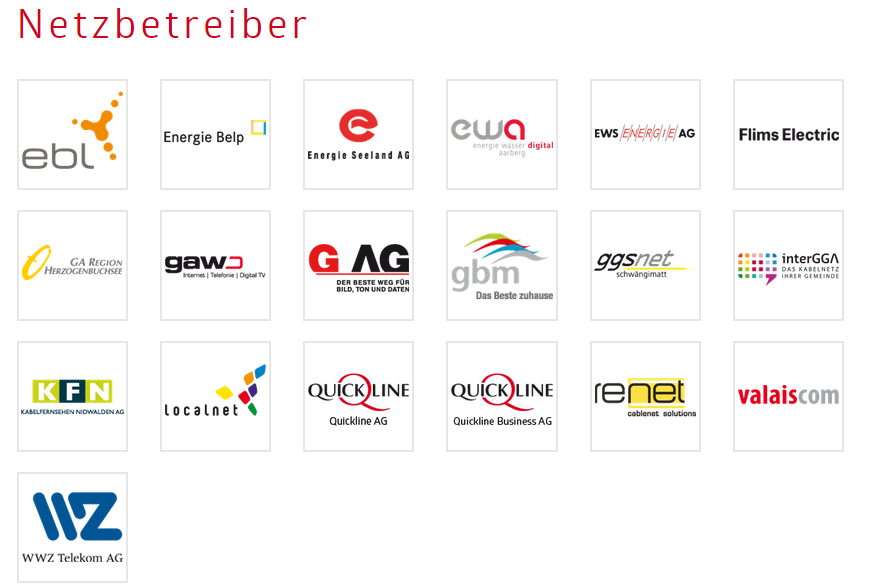 Netzbetreiber
ebl
Energie Belp
e
Energie Seeland AG
ewa
energie wasser digital
aarberg
EWS ENERGIE AG
Flims Electric
GA REGION
HERZOGENBUCHSEE
gawo
Internet | Telefonie | Digital TV
G AG
DER BESTE WEG FÜR
BILD, TON UND DATEN
gbm
Das Beste zuhause
ggsnet
schwängimatt
interGGA
DAS KABELNETZ
IHRER GEMEINDE
KFN
KABELFERNSEHEN NIDWALDEN AG
localnet
QUICKLINE
Quickline AG
QUICKLINE
Quickline Business AG
renet
cablenet solutions
valaiscom
WWZ
WWZ Telekom AG